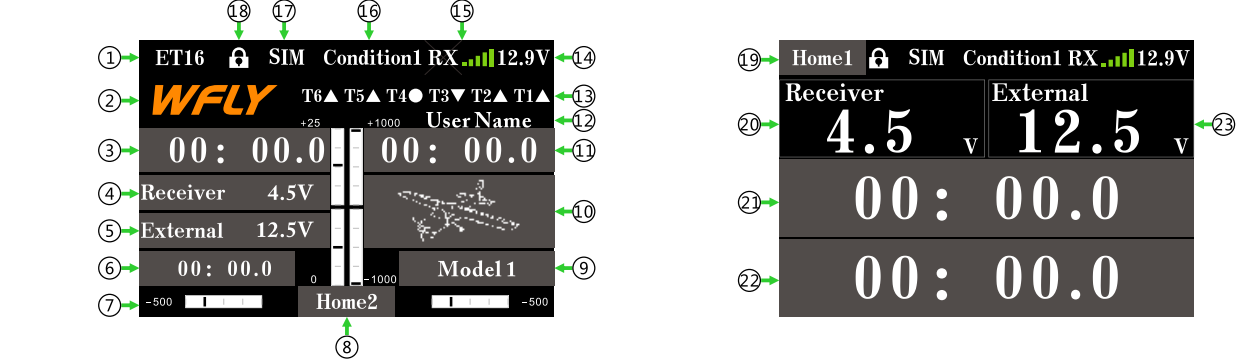 18 17 16 15
1 ET16 SIM Condition1 RX 12.9V 14
2 WFLY T6▲ T5▲ T4● T3▼ T2▲ T1▲ 13
+25 +1000 User Name 12
3 00: 00.0 00: 00.0 11
4 Receiver 4.5V 10
5 External 12.5V
6 00: 00.0 0 -1000 Model 1 9
7 -500 Home2 -500
8
19 Home1 SIM Condition1 RX 12.9V
Receiver External
20 4.5 V 12.5 V 23
21 00: 00.0
22 00: 00.0